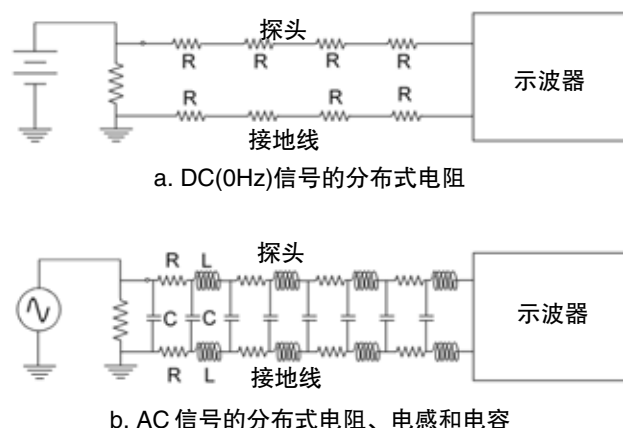 探头
R R R R
示波器
R R R R
接地线
a. DC(0Hz)信号的分布式电阻
探头
R L
C C
示波器
R L
接地线
b. AC 信号的分布式电阻、电感和电容